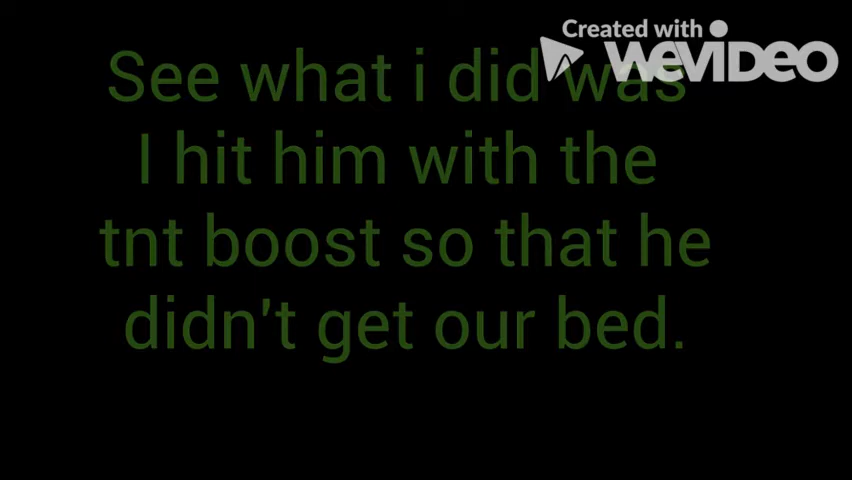 Created with
WEVIDEO
See what i did was
I hit him with the
tnt boost so that he
didn't get our bed.